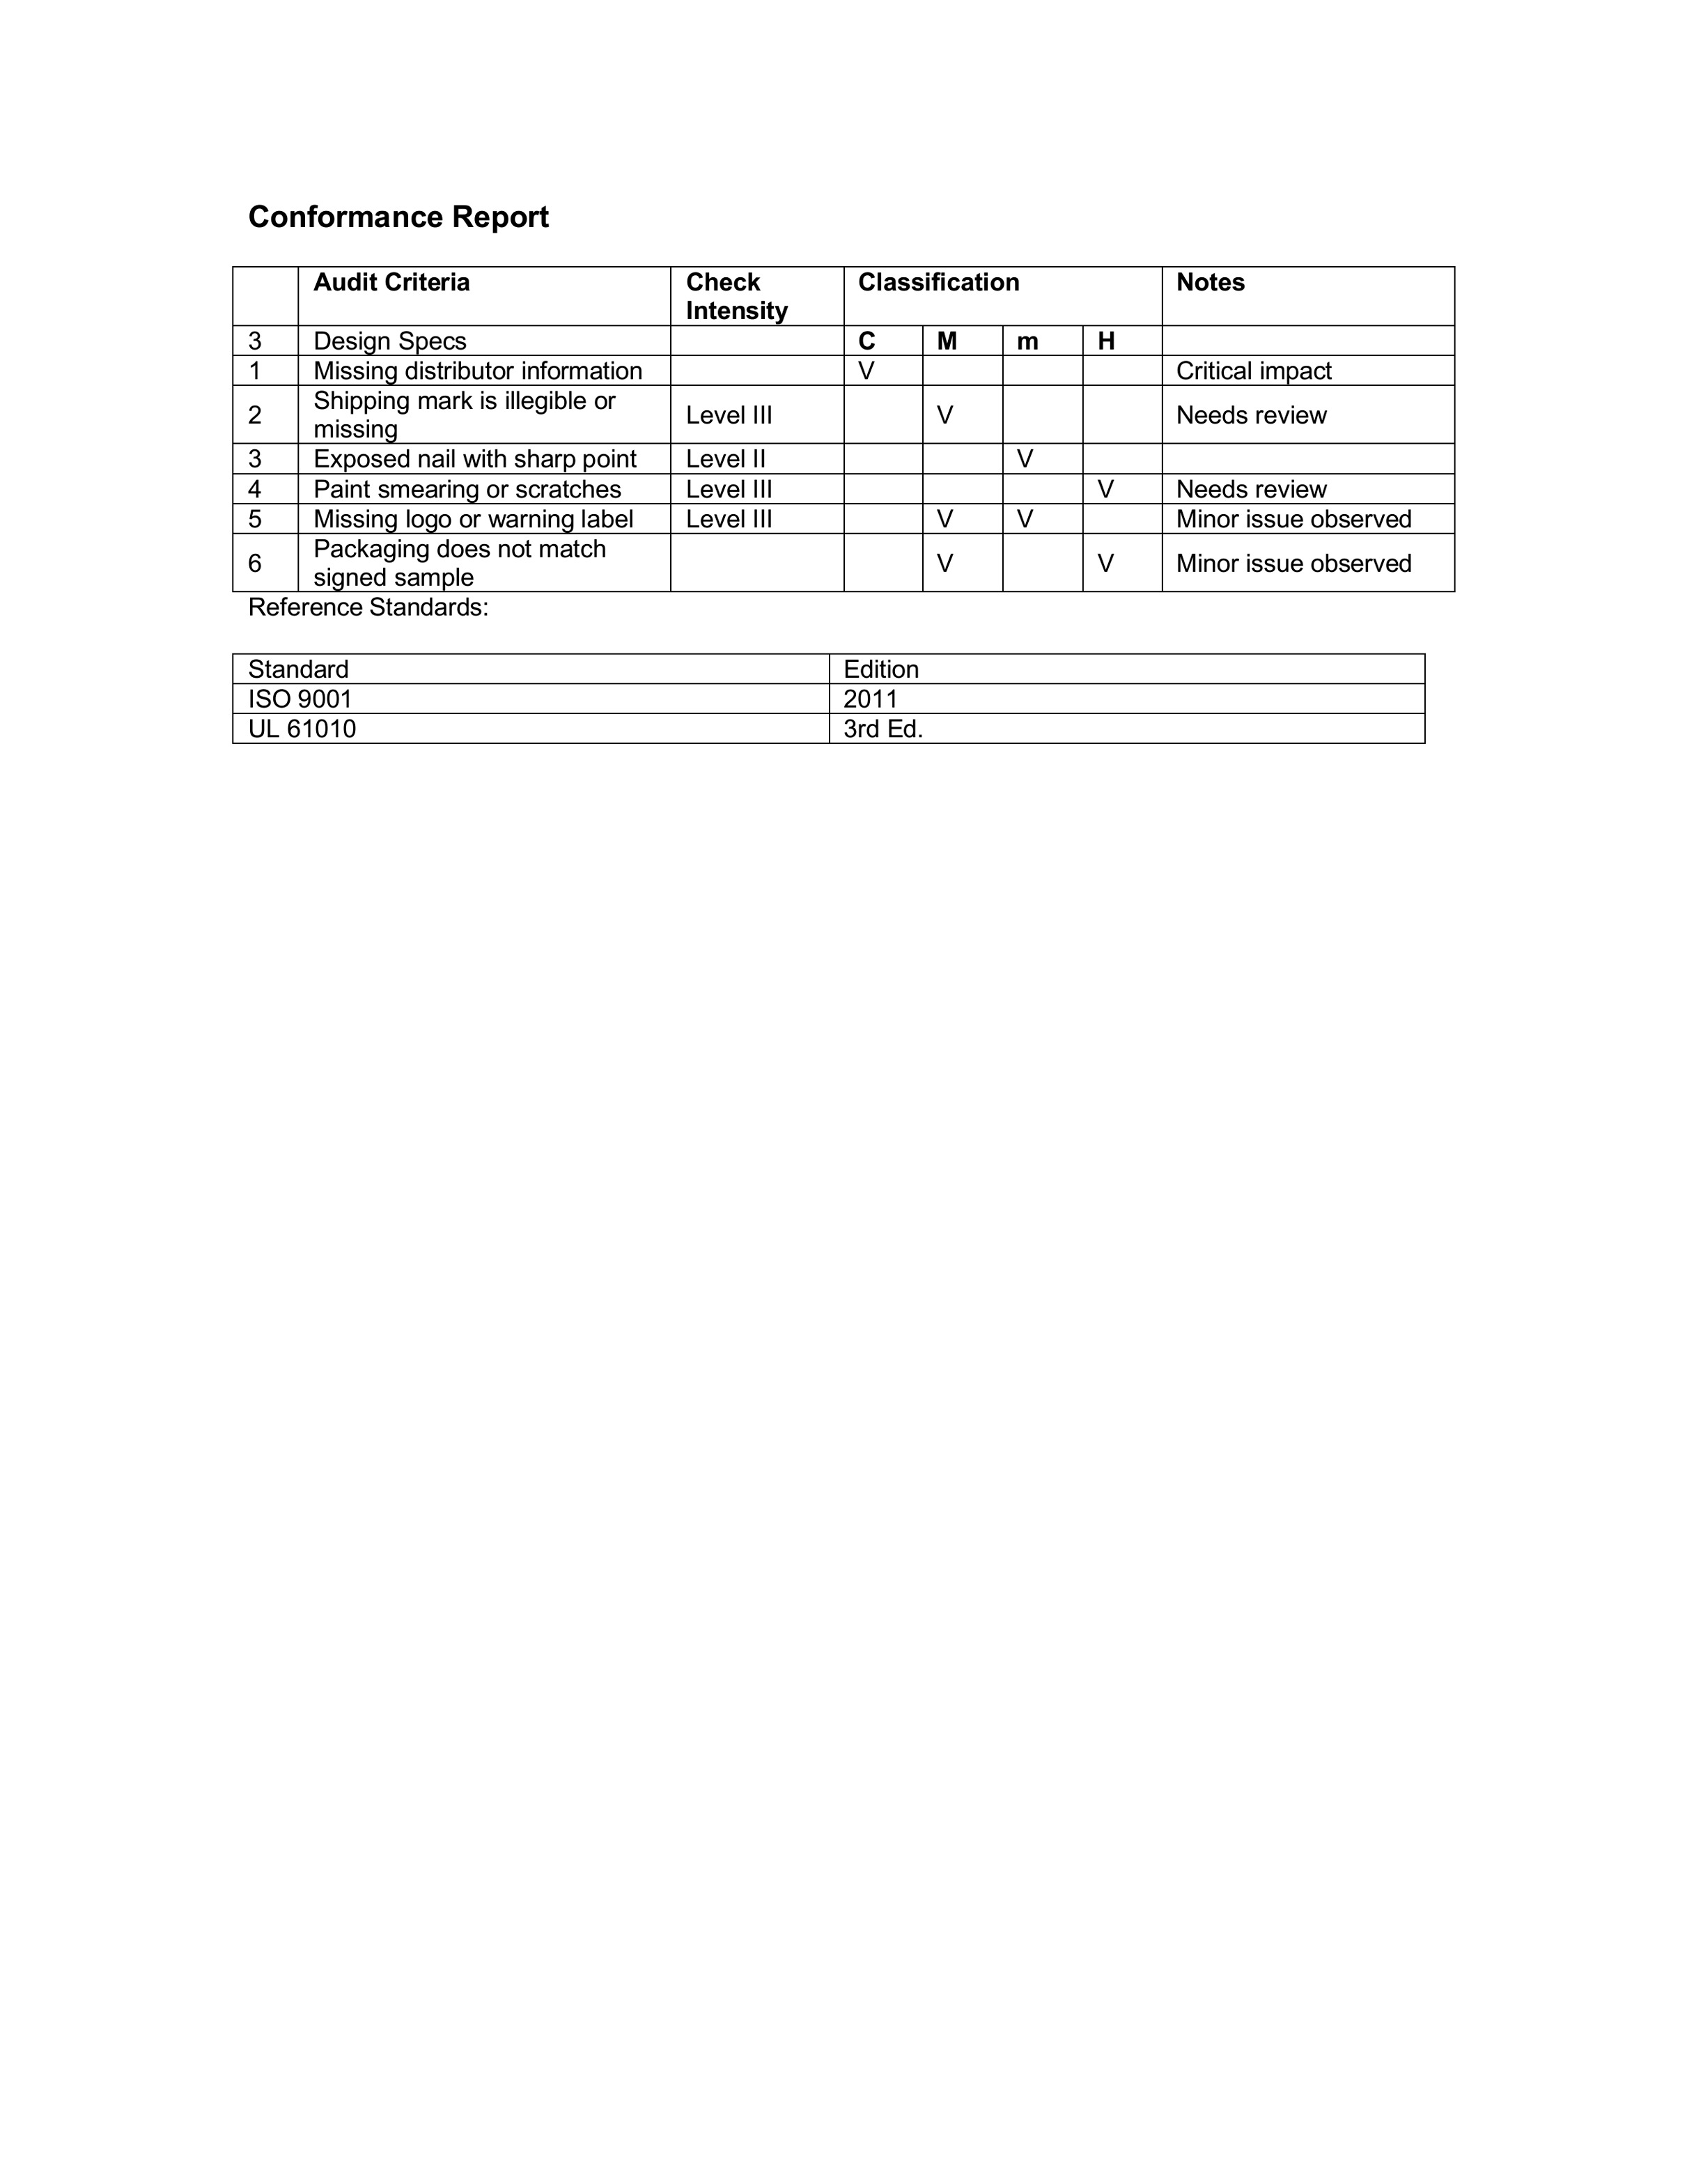 Conformance Report
Audit Criteria Check Intensity Classification Notes
3 Design Specs C M m H
1 Missing distributor information V Critical impact
2 Shipping mark is illegible or missing Level III V Needs review
3 Exposed nail with sharp point Level II V
4 Paint smearing or scratches Level III V Needs review
5 Missing logo or warning label Level III V V Minor issue observed
6 Packaging does not match signed sample V V Minor issue observed
Reference Standards:
Standard Edition
ISO 9001 2011
UL 61010 3rd Ed.